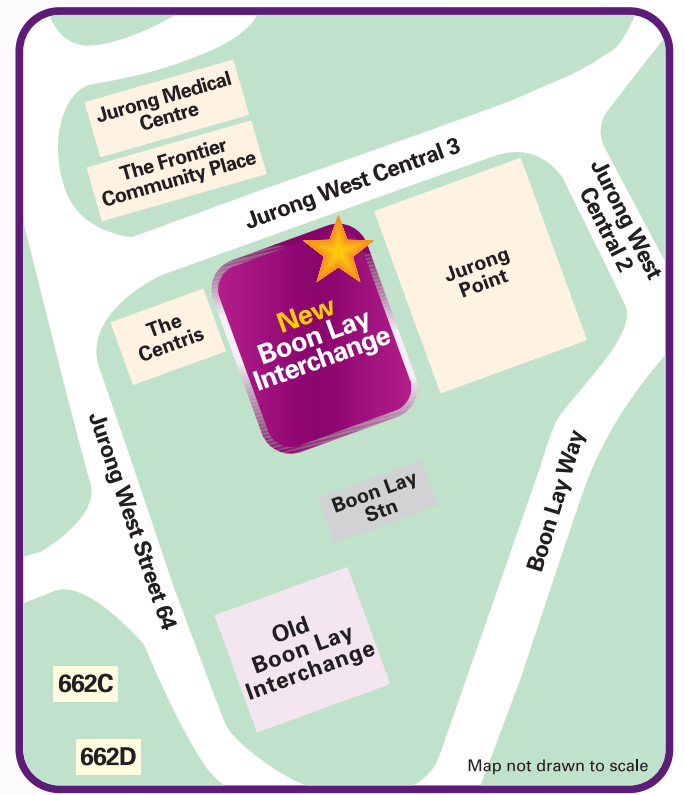 Jurong Medical
Centre
The Frontier
Community Place
Jurong West Central 3
Jurong West
Central 2
Jurong
Point
New
Boon Lay
Interchange
The
Centris
Jurong West Street 64
Boon Lay
Stn
Boon Lay Way
Old
Boon Lay
Interchange
662C
662D
Map not drawn to scale